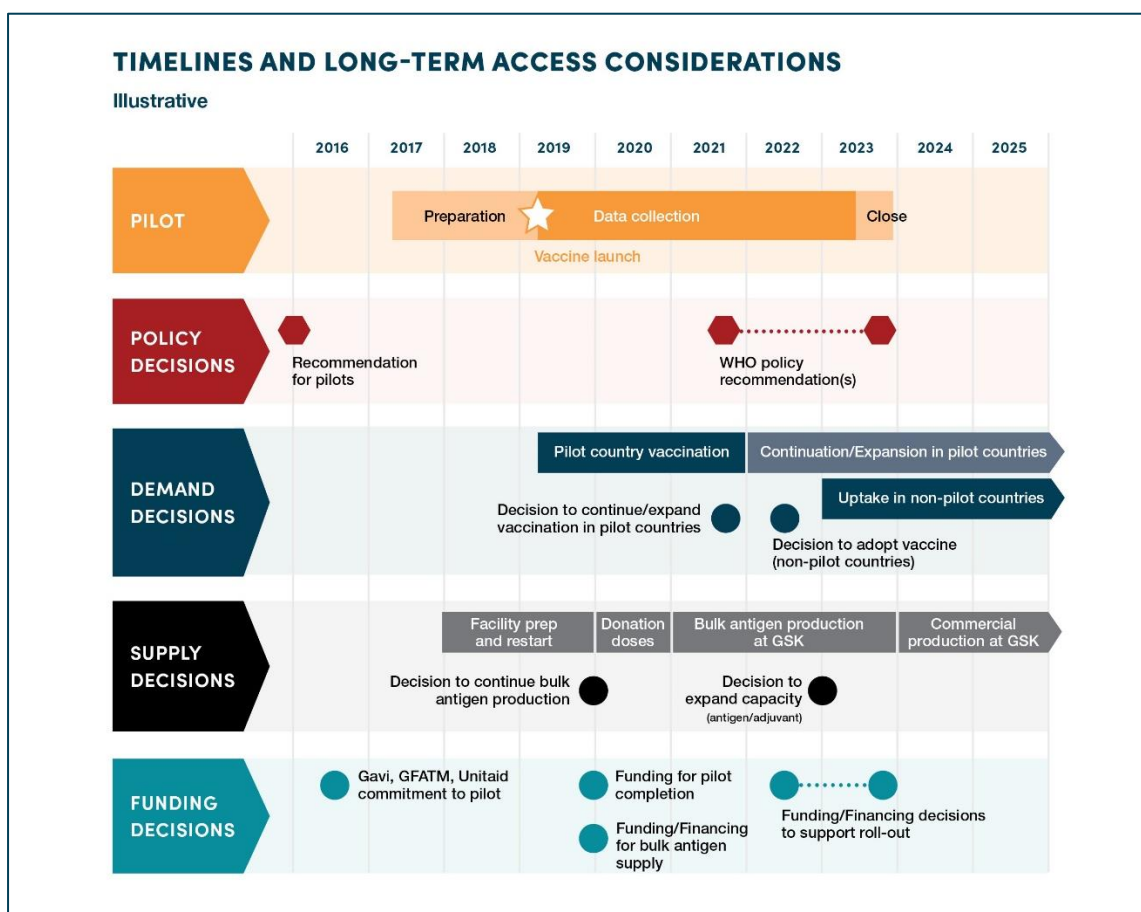 TIMELINES AND LONG-TERM ACCESS CONSIDERATIONS
Illustrative
2016 2017 2018 2019 2020 2021 2022 2023 2024 2025
PILOT
Preparation
Data collection
Close
Vaccine launch
POLICY
DECISIONS
Recommendation
for pilots
WHO policy
recommendation(s)
DEMAND
DECISIONS
Pilot country vaccination
Continuation/Expansion in pilot countries
Uptake in non-pilot countries
Decision to continue/expand
vaccination in pilot countries
Decision to adopt vaccine
(non-pilot countries)
SUPPLY
DECISIONS
Facility prep
and restart
Donation
doses
Bulk antigen production
at GSK
Commercial
production at GSK
Decision to continue bulk
antigen production
Decision to
expand capacity
(antigen/adjuvant)
FUNDING
DECISIONS
Gavi, GFATM, Unitaid
commitment to pilot
Funding for pilot
completion
Funding/Financing
for bulk antigen
supply
Funding/Financing decisions
to support roll-out